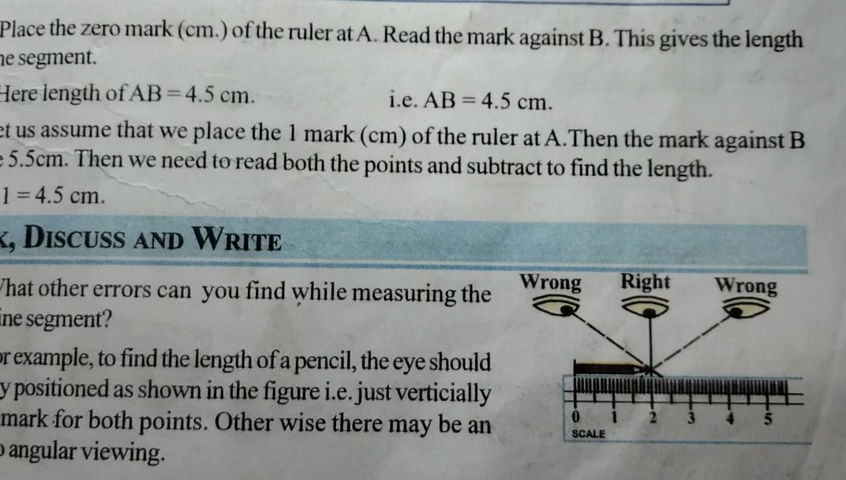 Place the zero mark (cm.) of the ruler at A. Read the mark against B. This gives the length
segment.
Here length of AB = 4.5 cm. i.e. AB = 4.5 cm.
us assume that we place the 1 mark (cm) of the ruler at A.Then the mark against B
5.5cm. Then we need to read both the points and subtract to find the length.
1 = 4.5 cm.
, DISCUSS AND WRITE
What other errors can you find while measuring the
segment?
example, to find the length of a pencil, the eye should
positioned as shown in the figure i.e. just verticially
mark for both points. Other wise there may be an
angular viewing.
Wrong Right Wrong
0 1 2 3 4 5
SCALE